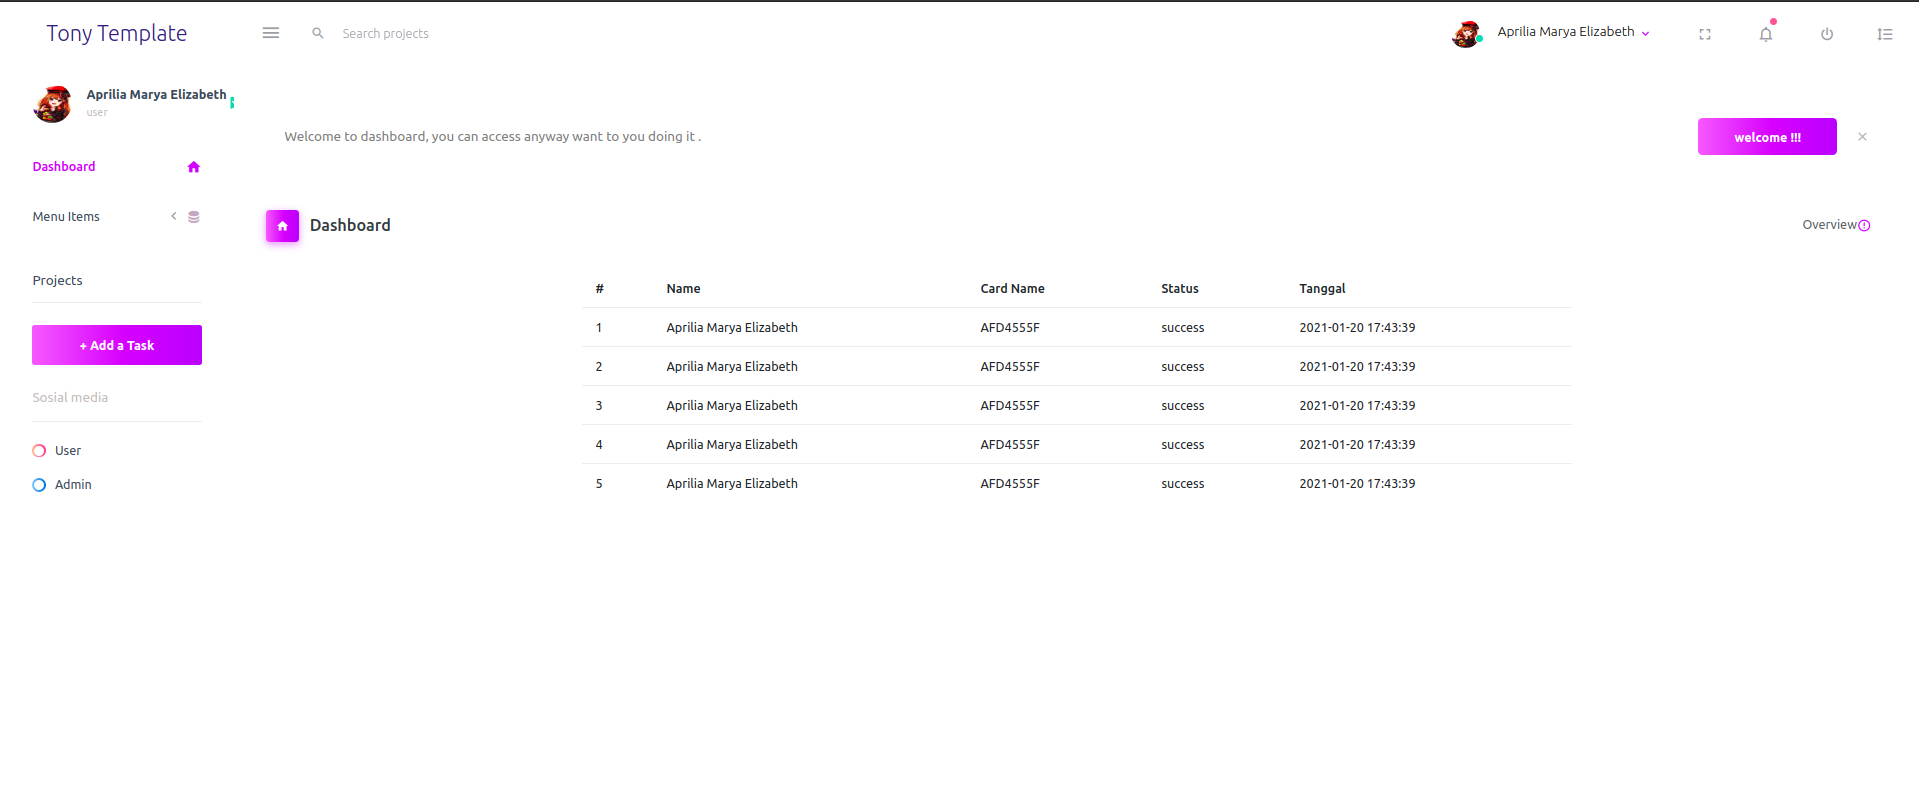 Tony Template
Search projects
Aprilia Marya Elizabeth
Aprilia Marya Elizabeth
user
Welcome to dashboard, you can access anyway want to you doing it .
welcome !!!
Dashboard
Menu Items
Projects
+ Add a Task
Sosial media
User
Admin
Dashboard
Overview
# Name Card Name Status Tanggal
1 Aprilia Marya Elizabeth AFD4555F success 2021-01-20 17:43:39
2 Aprilia Marya Elizabeth AFD4555F success 2021-01-20 17:43:39
3 Aprilia Marya Elizabeth AFD4555F success 2021-01-20 17:43:39
4 Aprilia Marya Elizabeth AFD4555F success 2021-01-20 17:43:39
5 Aprilia Marya Elizabeth AFD4555F success 2021-01-20 17:43:39